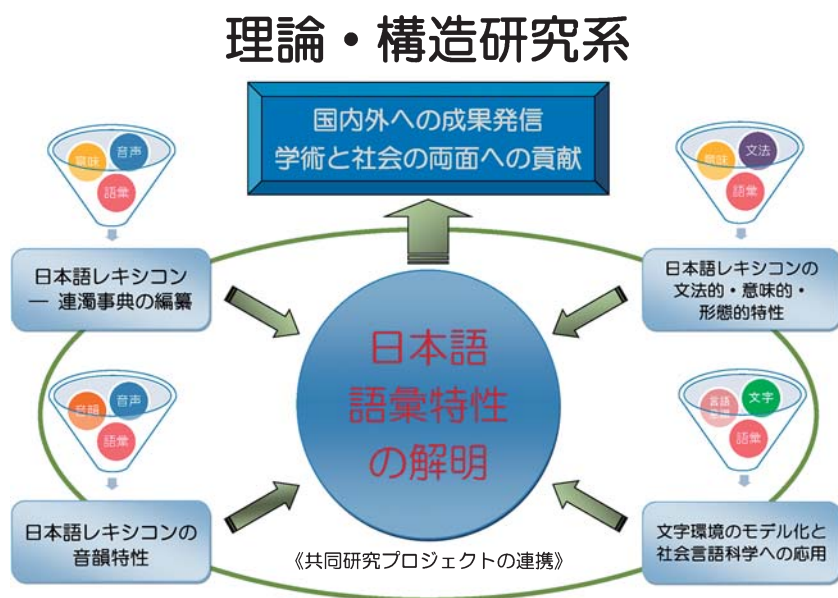 理論・構造研究系
国内外への成果発信
学術と社会の両面への貢献
意味
音声
語彙
日本語レキシコン
― 連濁事典の編纂
意味
文法
語彙
日本語レキシコンの
文法的・意味的・
形態的特性
日本語
語彙特性
の解明
音韻
音声
語彙
日本語レキシコンの
音韻特性
言語
文字
語彙
文字環境のモデル化と
社会言語科学への応用
《共同研究プロジェクトの連携》